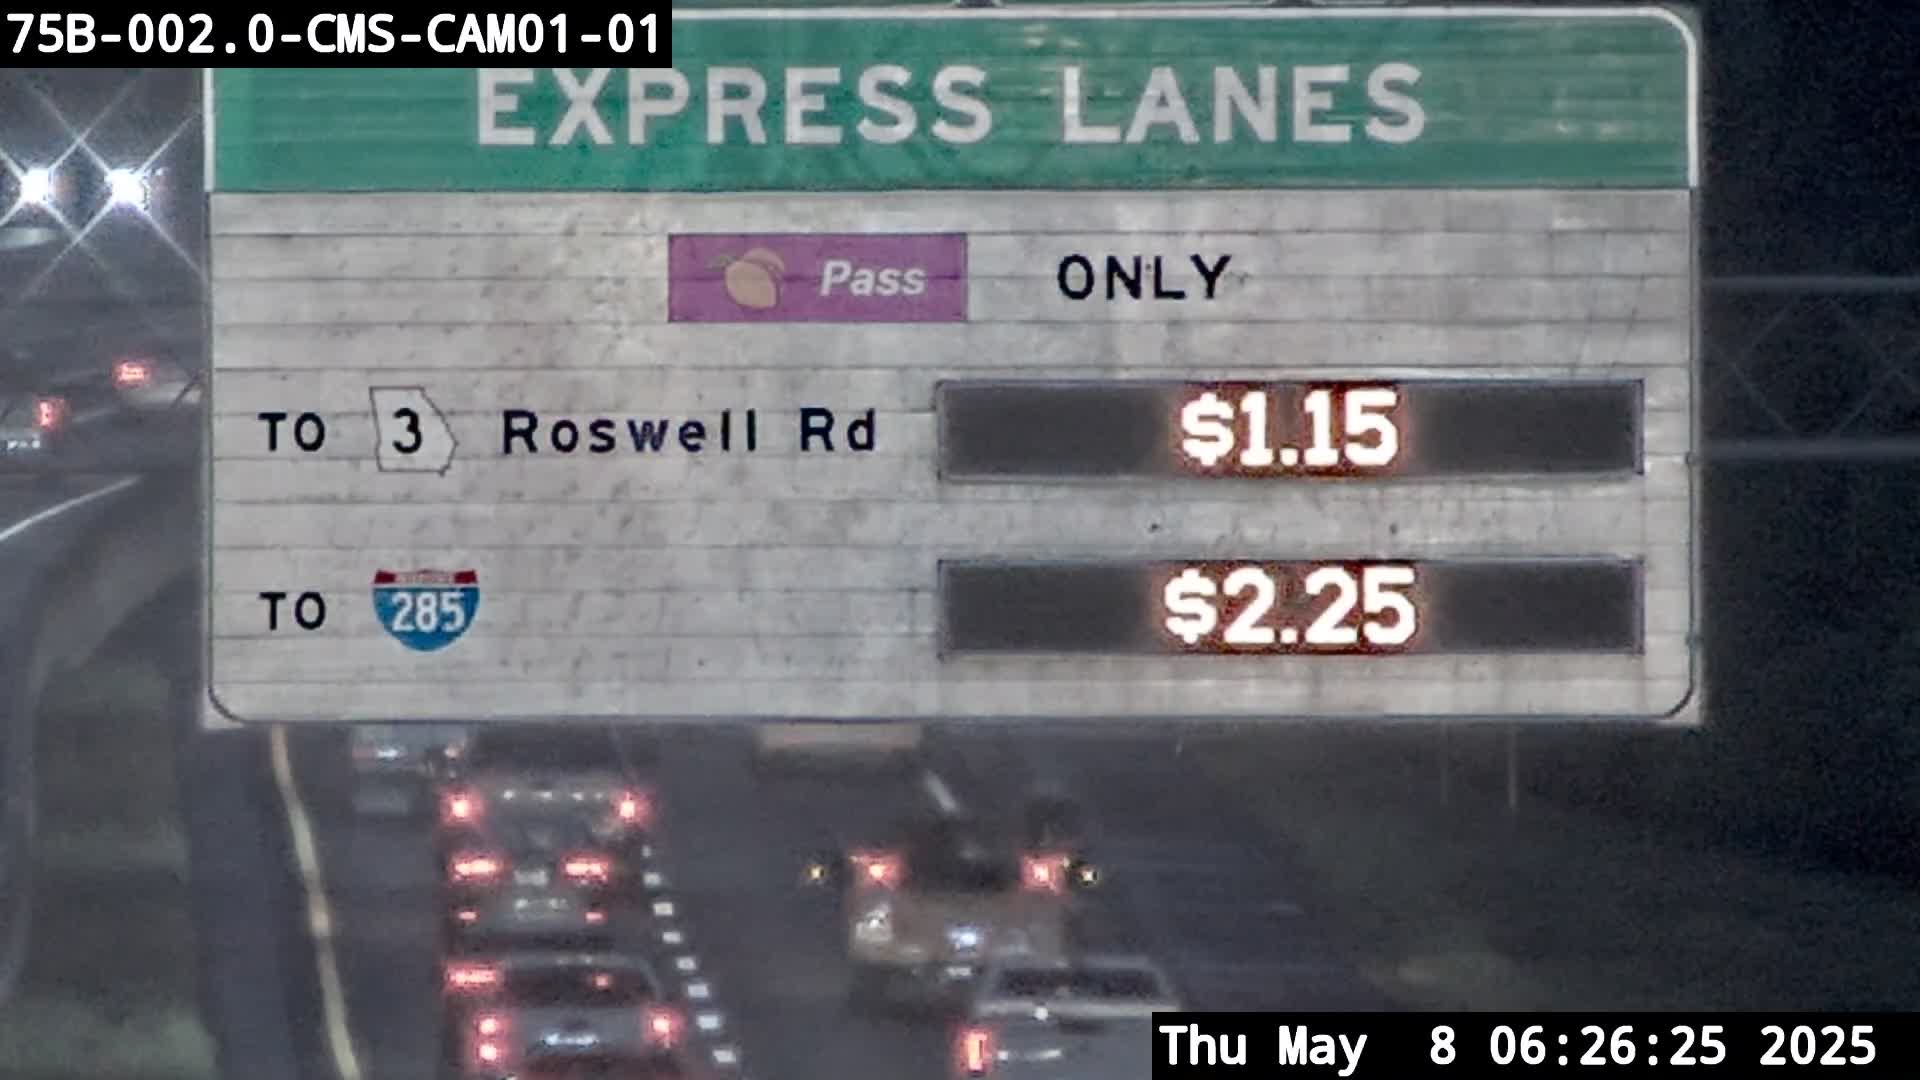 75B-002.0-CMS-CAM01-01
EXPRESS LANES
Pass ONLY
TO 3 Roswell Rd $1.15
TO 285 $2.25
Thu May 8 06:26:25 2025